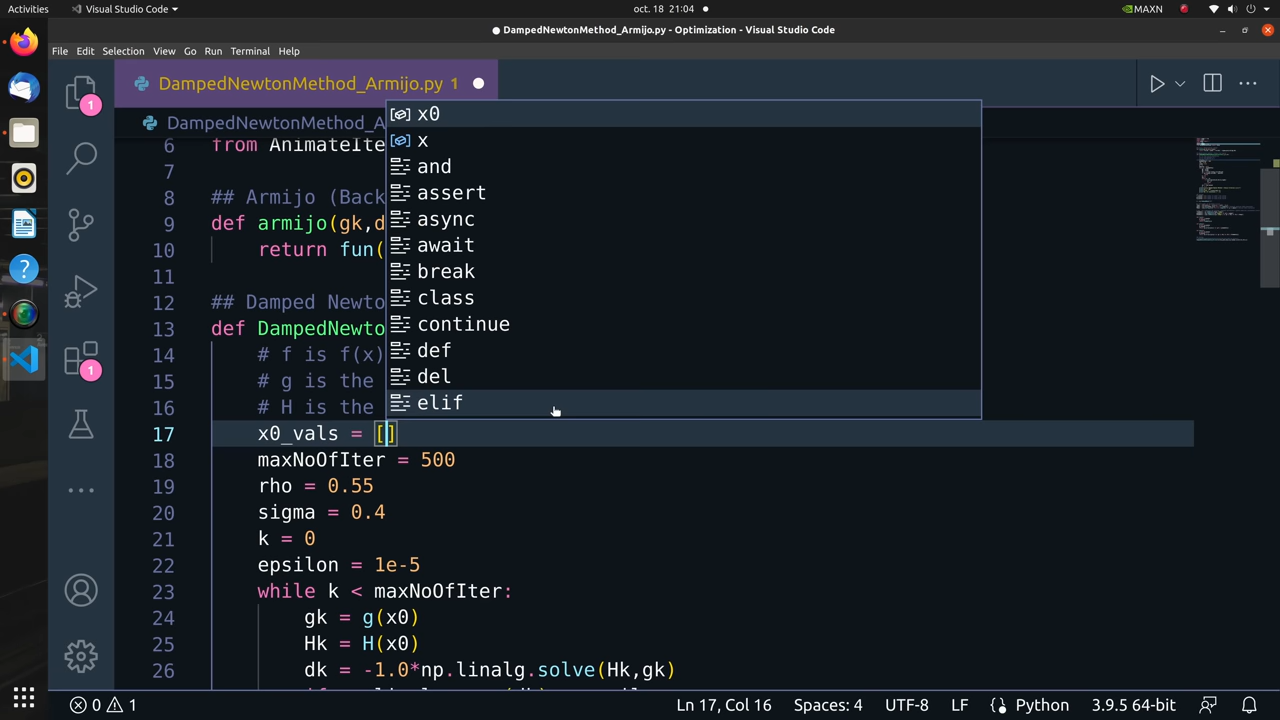 Activities Visual Studio Code oct. 18 21:04 MAXN
DampedNewtonMethod_Armijo.py - Optimization - Visual Studio Code
File Edit Selection View Go Run Terminal Help
DampedNewtonMethod_Armijo.py 1
DampedNewtonMethod_A
6 from AnimateIte
7
8 ## Armijo (Back
9 def armijo(gk,d
10 return fun(
11
12 ## Damped Newto
13 def DampedNewto
14 # f is f(x)
15 # g is the
16 # H is the
x0
x
and
assert
async
await
break
class
continue
def
del
elif
17 x0_vals = []
18 maxNoOfIter = 500
19 rho = 0.55
20 sigma = 0.4
21 k = 0
22 epsilon = 1e-5
23 while k < maxNoOfIter:
24 gk = g(x0)
25 Hk = H(x0)
26 dk = -1.0*np.linalg.solve(Hk,gk)
1
1
0 1 Ln 17, Col 16 Spaces: 4 UTF-8 LF Python 3.9.5 64-bit